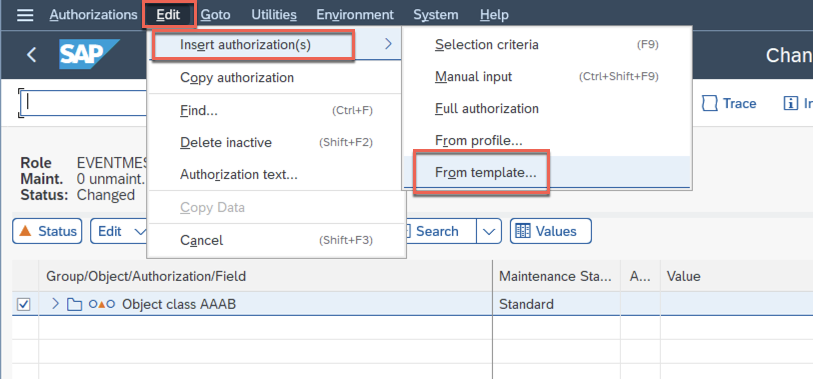 Authorizations Edit Goto Utilities Environment System Help
SAP
Chan
Insert authorization(s)
Copy authorization
Find... (Ctrl+F)
Delete inactive (Shift+F2)
Authorization text...
Copy Data
Cancel (Shift+F3)
Selection criteria (F9)
Manual input (Ctrl+Shift+F9)
Full authorization
From profile...
From template...
Trace In
Role EVENTMES
Maint. 0 unmaint.
Status: Changed
Status Edit Search Values
Group/Object/Authorization/Field Maintenance Sta... A... Value
Object class AAAB Standard